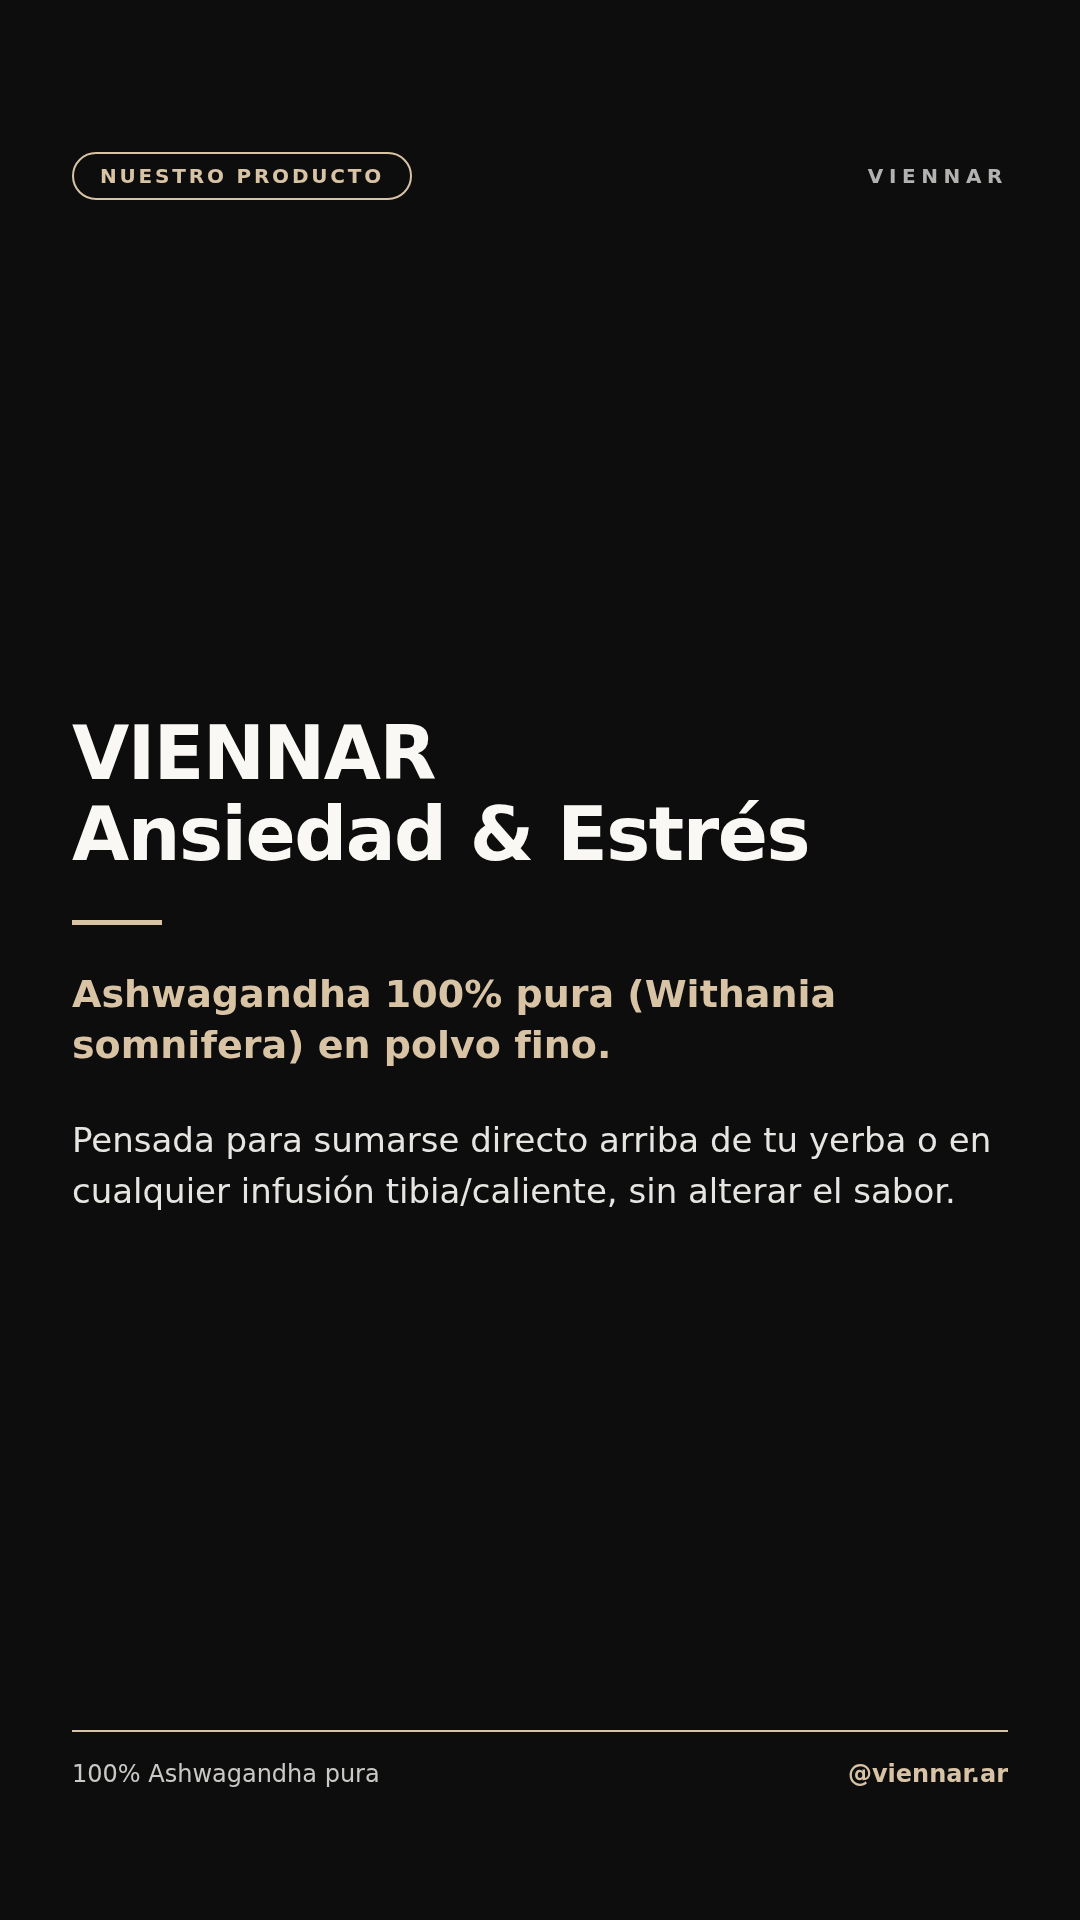 NUESTRO PRODUCTO
VIENNAR
VIENNAR
Ansiedad & Estrés
Ashwagandha 100% pura (Withania
somnifera) en polvo fino.
Pensada para sumarse directo arriba de tu yerba o en
cualquier infusión tibia/caliente, sin alterar el sabor.
100% Ashwagandha pura
@viennar.ar